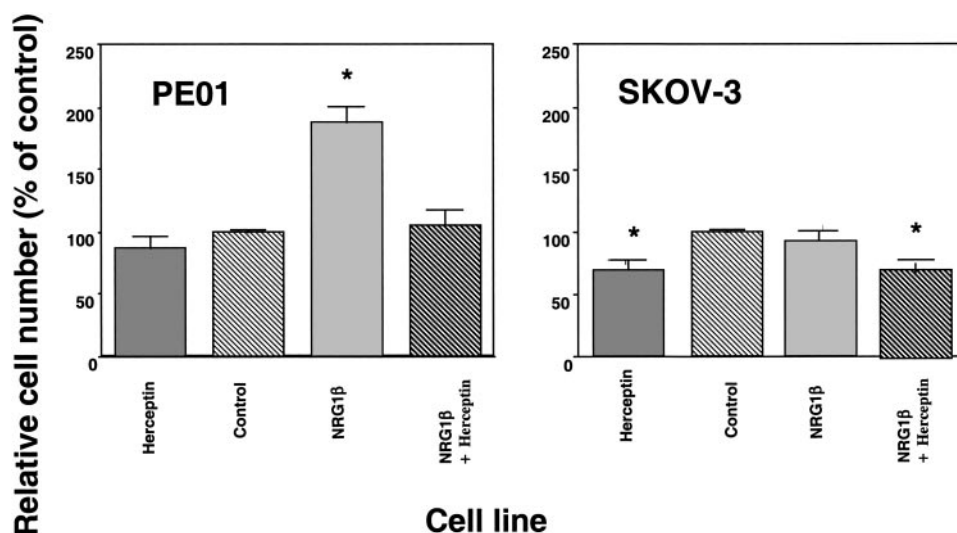 Relative cell number (% of control)
250
200
150
100
50
0
PE01
*
Herceptin
Control
NRG1β
NRG1β
+ Herceptin
250
200
150
100
50
0
SKOV-3
*
*
Herceptin
Control
NRG1β
NRG1β
+ Herceptin
Cell line